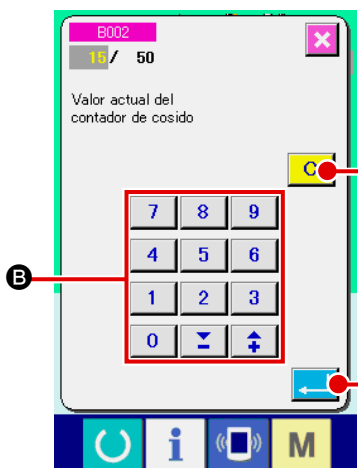 B002
15/ 50
Valor actual del
contador de cosido
C
7 8 9
4 5 6
B
1 2 3
0
M